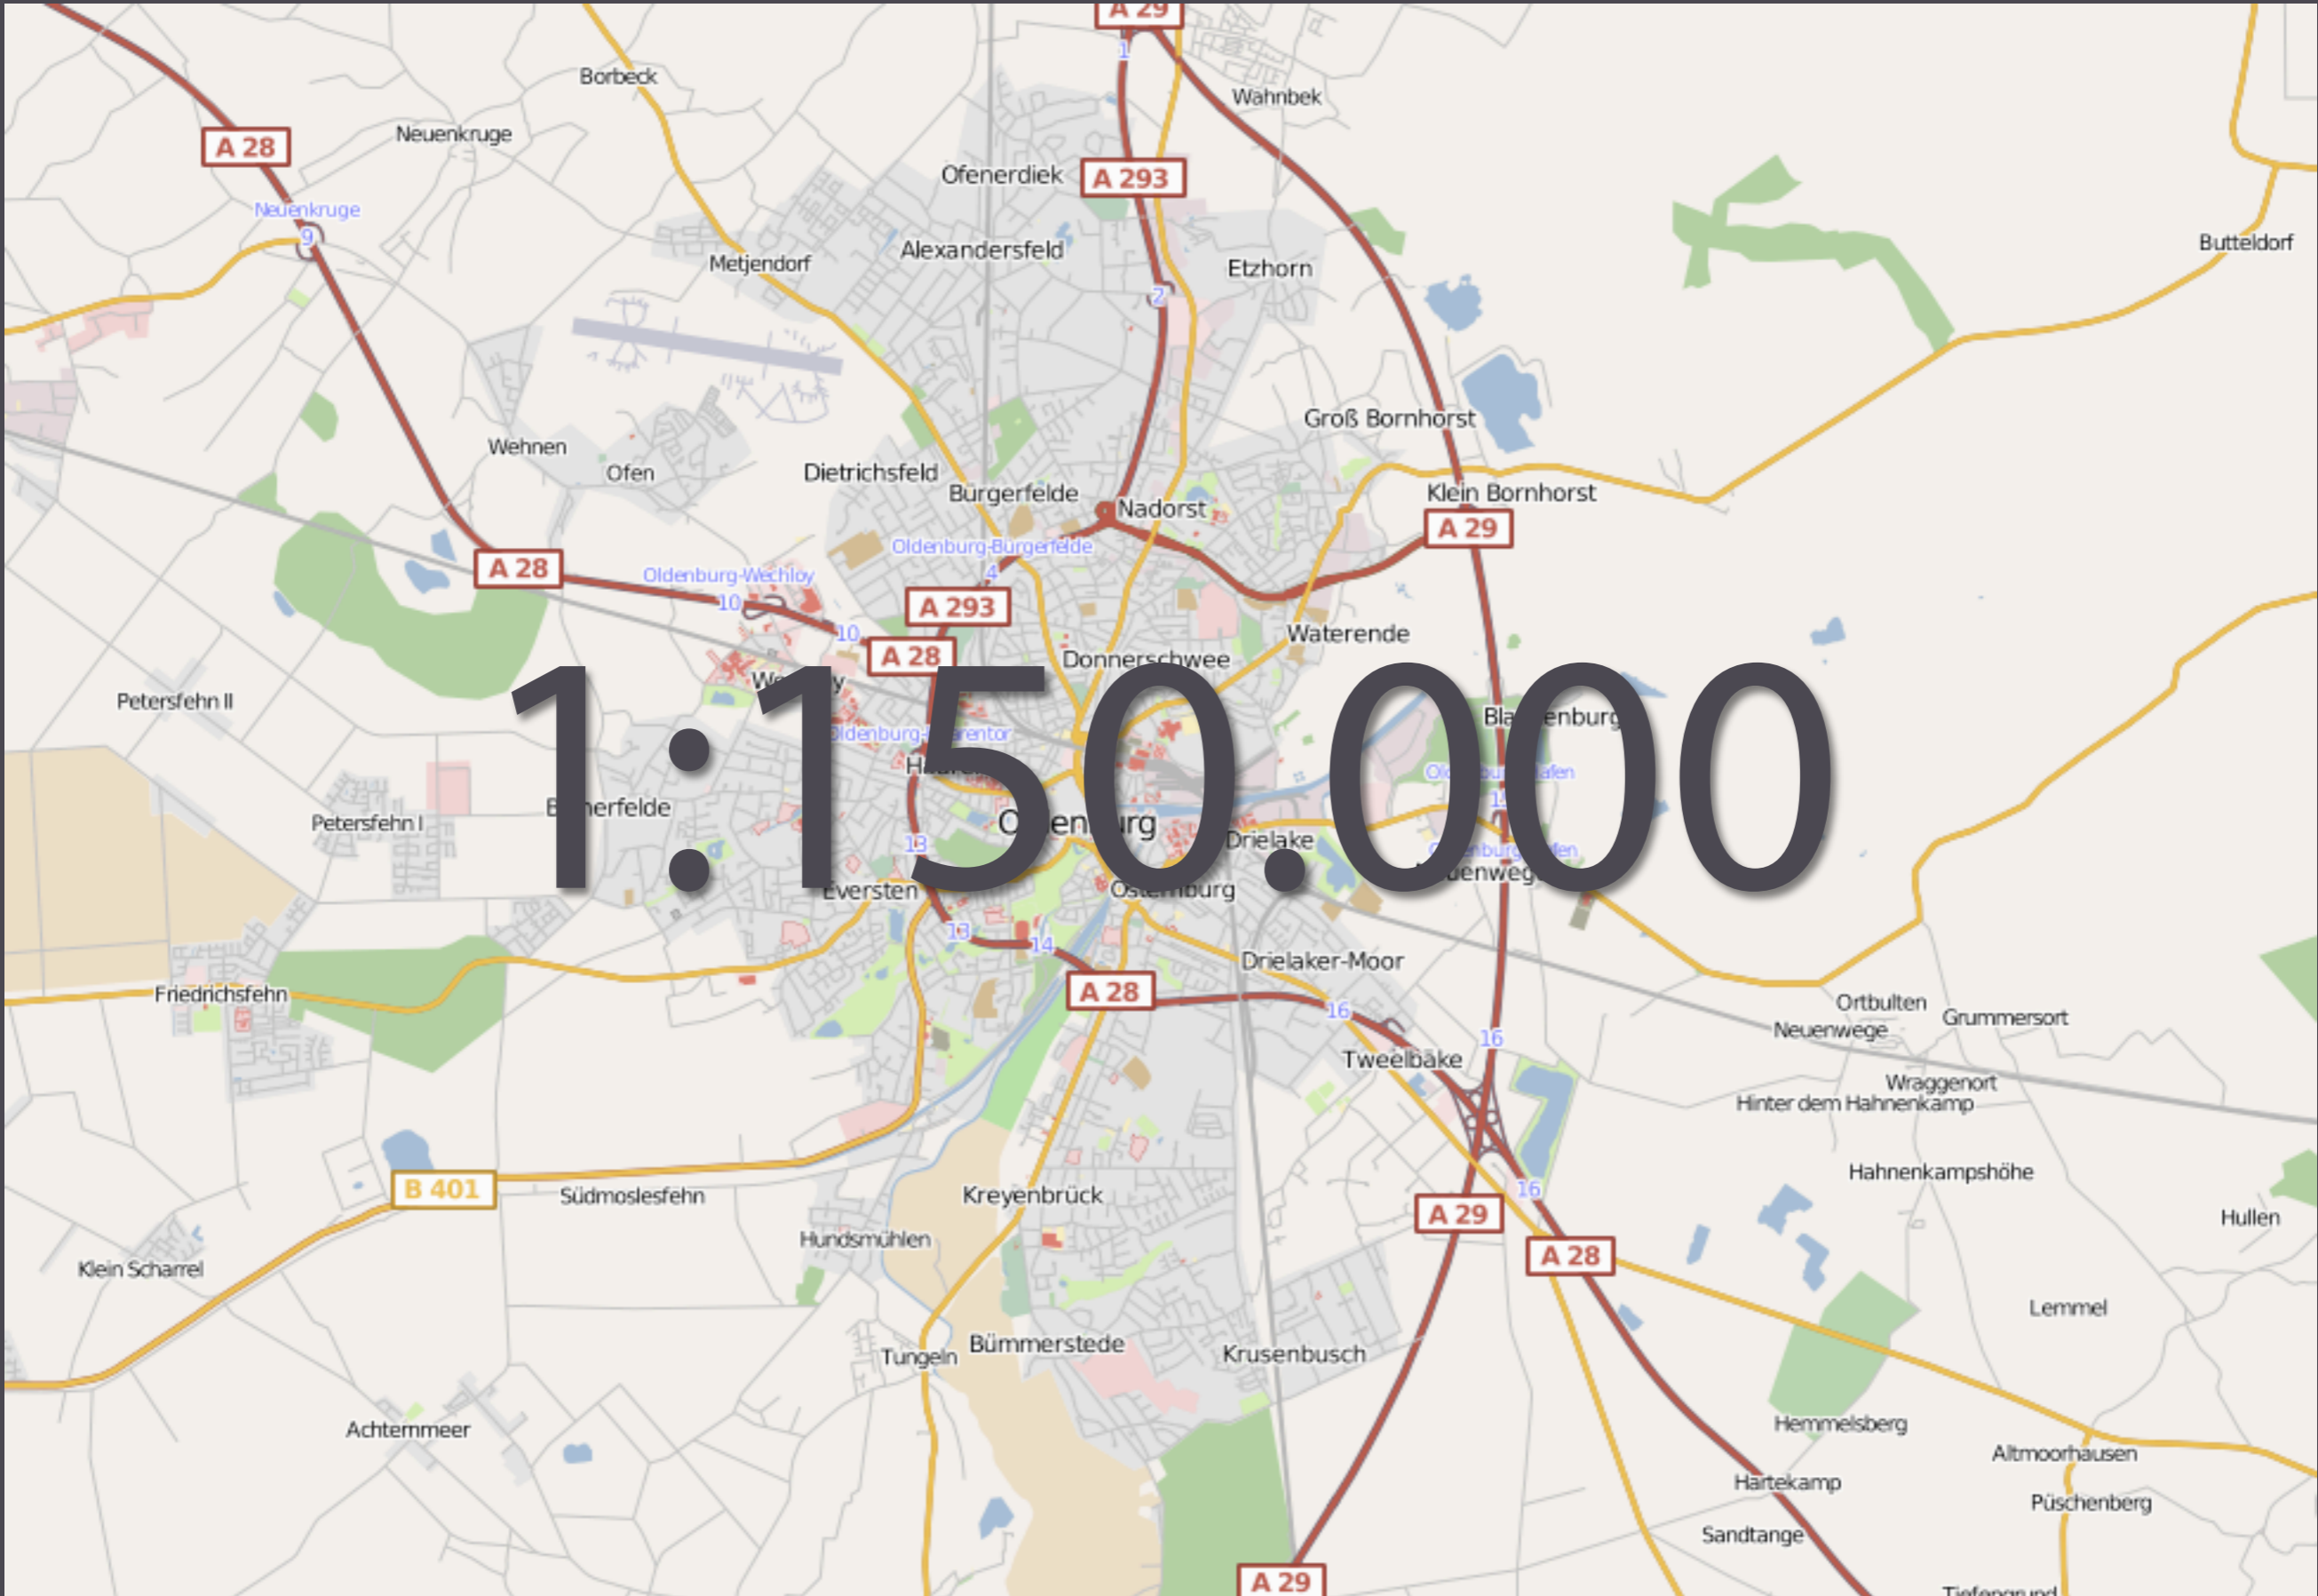 A 29
1
Borbeck
Wahnbek
Neuenkruge
A 28
Ofenerdiek
A 293
Neuenkruge
9
Alexandersfeld
Butteldorf
Metjendorf
Etzhorn
2
Groß Bornhorst
Wehnen
Ofen
Dietrichsfeld
Bürgerfelde
Klein Bornhorst
Nadorst
A 29
Oldenburg-Bürgerfelde
4
A 28
Oldenburg-Wechloy
10
A 293
10
Waterende
A 28
Donnerschwee
Petersfehn II
1:150.000
Petersfehn I
Drielake
13
Eversten
Osternburg
13
14
Drielaker-Moor
Friedrichsfehn
A 28
Ortbulten
16
Neuenwege
Grummersort
16
Tweelbäke
Wraggenort
Hinter dem Hahnenkamp
Hahnenkampshöhe
B 401
Südmoslesfehn
Kreyenbrück
16
A 29
Hullen
Hundsmühlen
A 28
Klein Scharrel
Lemmel
Bümmerstede
Tungeln
Krusenbusch
Achternmeer
Hemmelsberg
Altmoorhausen
Hartekamp
Püschenberg
Sandtange
A 29
Tiefengrund